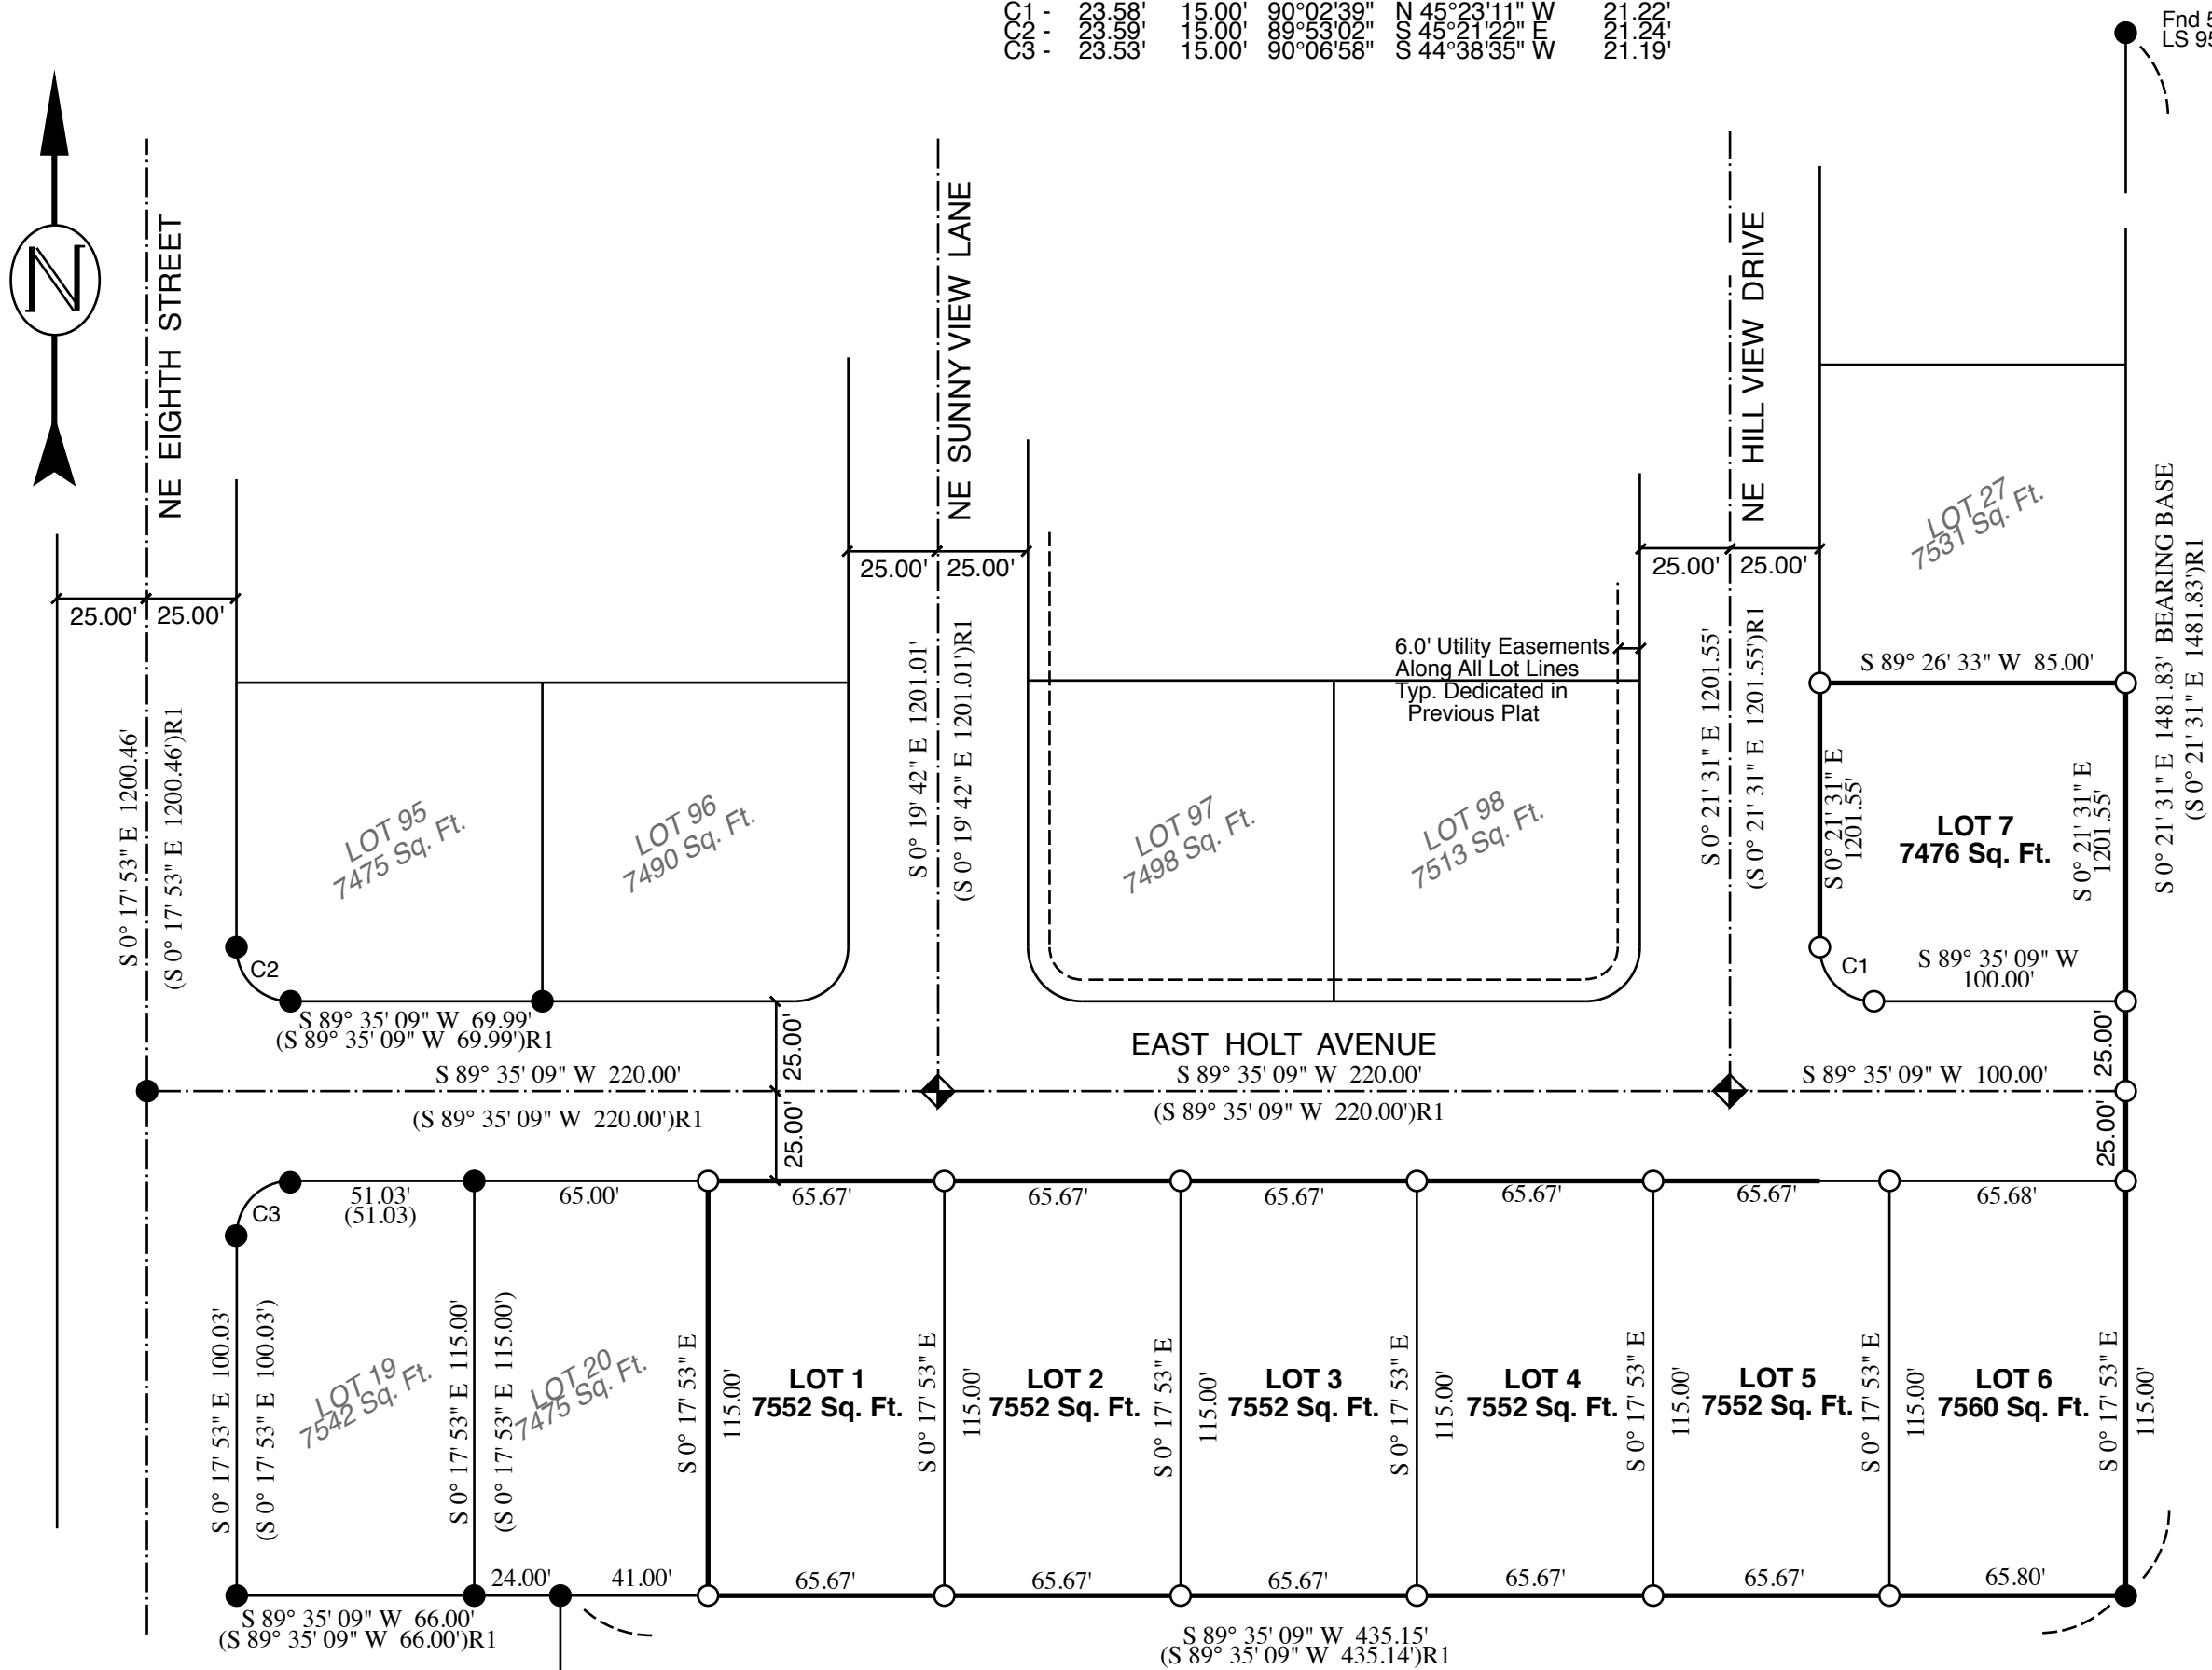 C1 - 23.58' 15.00' 90°02'39" N 45°23'11" W 21.22'
C2 - 23.59' 15.00' 89°53'02" S 45°21'22" E 21.24'
C3 - 23.53' 15.00' 90°06'58" S 44°38'35" W 21.19'
Fnd 5
LS 95
N
NE EIGHTH STREET
NE SUNNY VIEW LANE
NE HILL VIEW DRIVE
25.00' 25.00'
25.00' 25.00'
25.00' 25.00'
S 0° 17' 53" E 1200.46'
(S 0° 17' 53" E 1200.46')R1
S 0° 19' 42" E 1201.01'
(S 0° 19' 42" E 1201.01')R1
S 0° 21' 31" E 1201.55'
(S 0° 21' 31" E 1201.55')R1
S 0° 21' 31" E 1481.83' BEARING BASE
(S 0° 21' 31" E 1481.83')R1
6.0' Utility Easements
Along All Lot Lines
Typ. Dedicated in
Previous Plat
LOT 27
7531 Sq. Ft.
S 89° 26' 33" W 85.00'
LOT 95
7475 Sq. Ft.
LOT 96
7490 Sq. Ft.
LOT 97
7498 Sq. Ft.
LOT 98
7513 Sq. Ft.
S 0° 21' 31" E
1201.55'
LOT 7
7476 Sq. Ft.
S 0° 21' 31" E
1201.55'
C2
C1
S 89° 35' 09" W
100.00'
S 89° 35' 09" W 69.99'
(S 89° 35' 09" W 69.99')R1
25.00'
25.00'
EAST HOLT AVENUE
25.00'
25.00'
S 89° 35' 09" W 220.00'
(S 89° 35' 09" W 220.00')R1
S 89° 35' 09" W 220.00'
(S 89° 35' 09" W 220.00')R1
S 89° 35' 09" W 100.00'
C3
51.03'
(51.03)
65.00'
65.67'
65.67'
65.67'
65.67'
65.67'
65.68'
S 0° 17' 53" E 100.03'
(S 0° 17' 53" E 100.03')
LOT 19
7542 Sq. Ft.
S 0° 17' 53" E 115.00'
(S 0° 17' 53" E 115.00')
LOT 20
7475 Sq. Ft.
S 0° 17' 53" E
115.00'
LOT 1
7552 Sq. Ft.
S 0° 17' 53" E
115.00'
LOT 2
7552 Sq. Ft.
S 0° 17' 53" E
115.00'
LOT 3
7552 Sq. Ft.
S 0° 17' 53" E
115.00'
LOT 4
7552 Sq. Ft.
S 0° 17' 53" E
115.00'
LOT 5
7552 Sq. Ft.
S 0° 17' 53" E
115.00'
LOT 6
7560 Sq. Ft.
S 0° 17' 53" E
115.00'
24.00'
41.00'
65.67'
65.67'
65.67'
65.67'
65.67'
65.80'
S 89° 35' 09" W 66.00'
(S 89° 35' 09" W 66.00')R1
S 89° 35' 09" W 435.15'
(S 89° 35' 09" W 435.14')R1